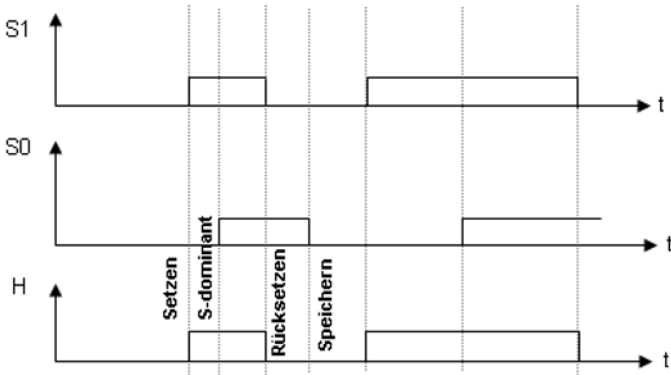 S1
t
S0
t
Setzen
S-dominant
Rücksetzen
Speichern
H
t